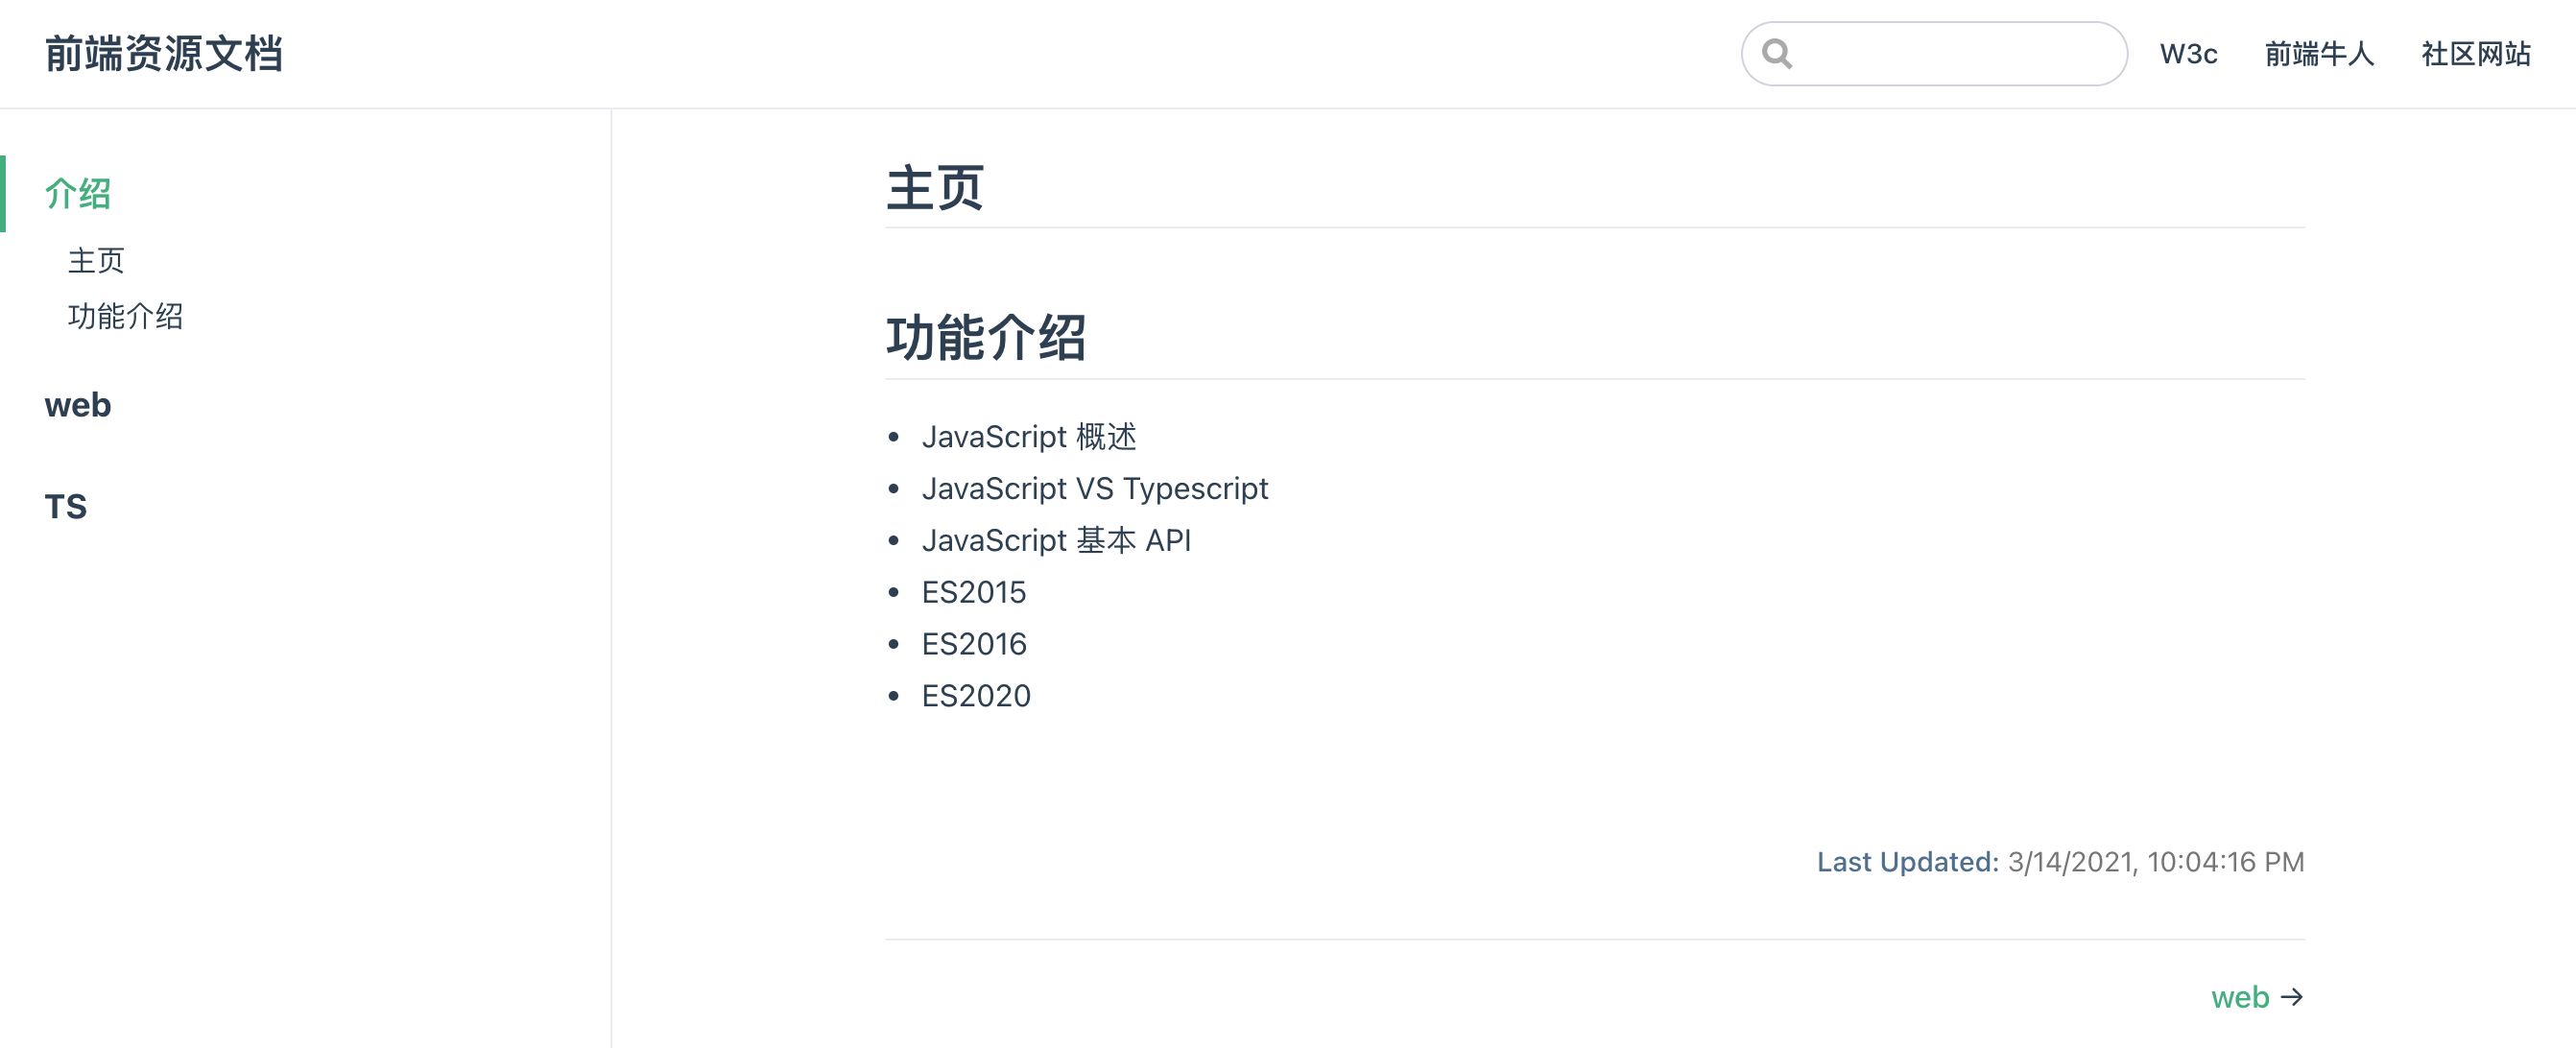 前端资源文档
W3c 前端牛人 社区网站
介绍
主页
功能介绍
web
TS
主页
功能介绍
JavaScript 概述
JavaScript VS Typescript
JavaScript 基本 API
ES2015
ES2016
ES2020
Last Updated: 3/14/2021, 10:04:16 PM
web →